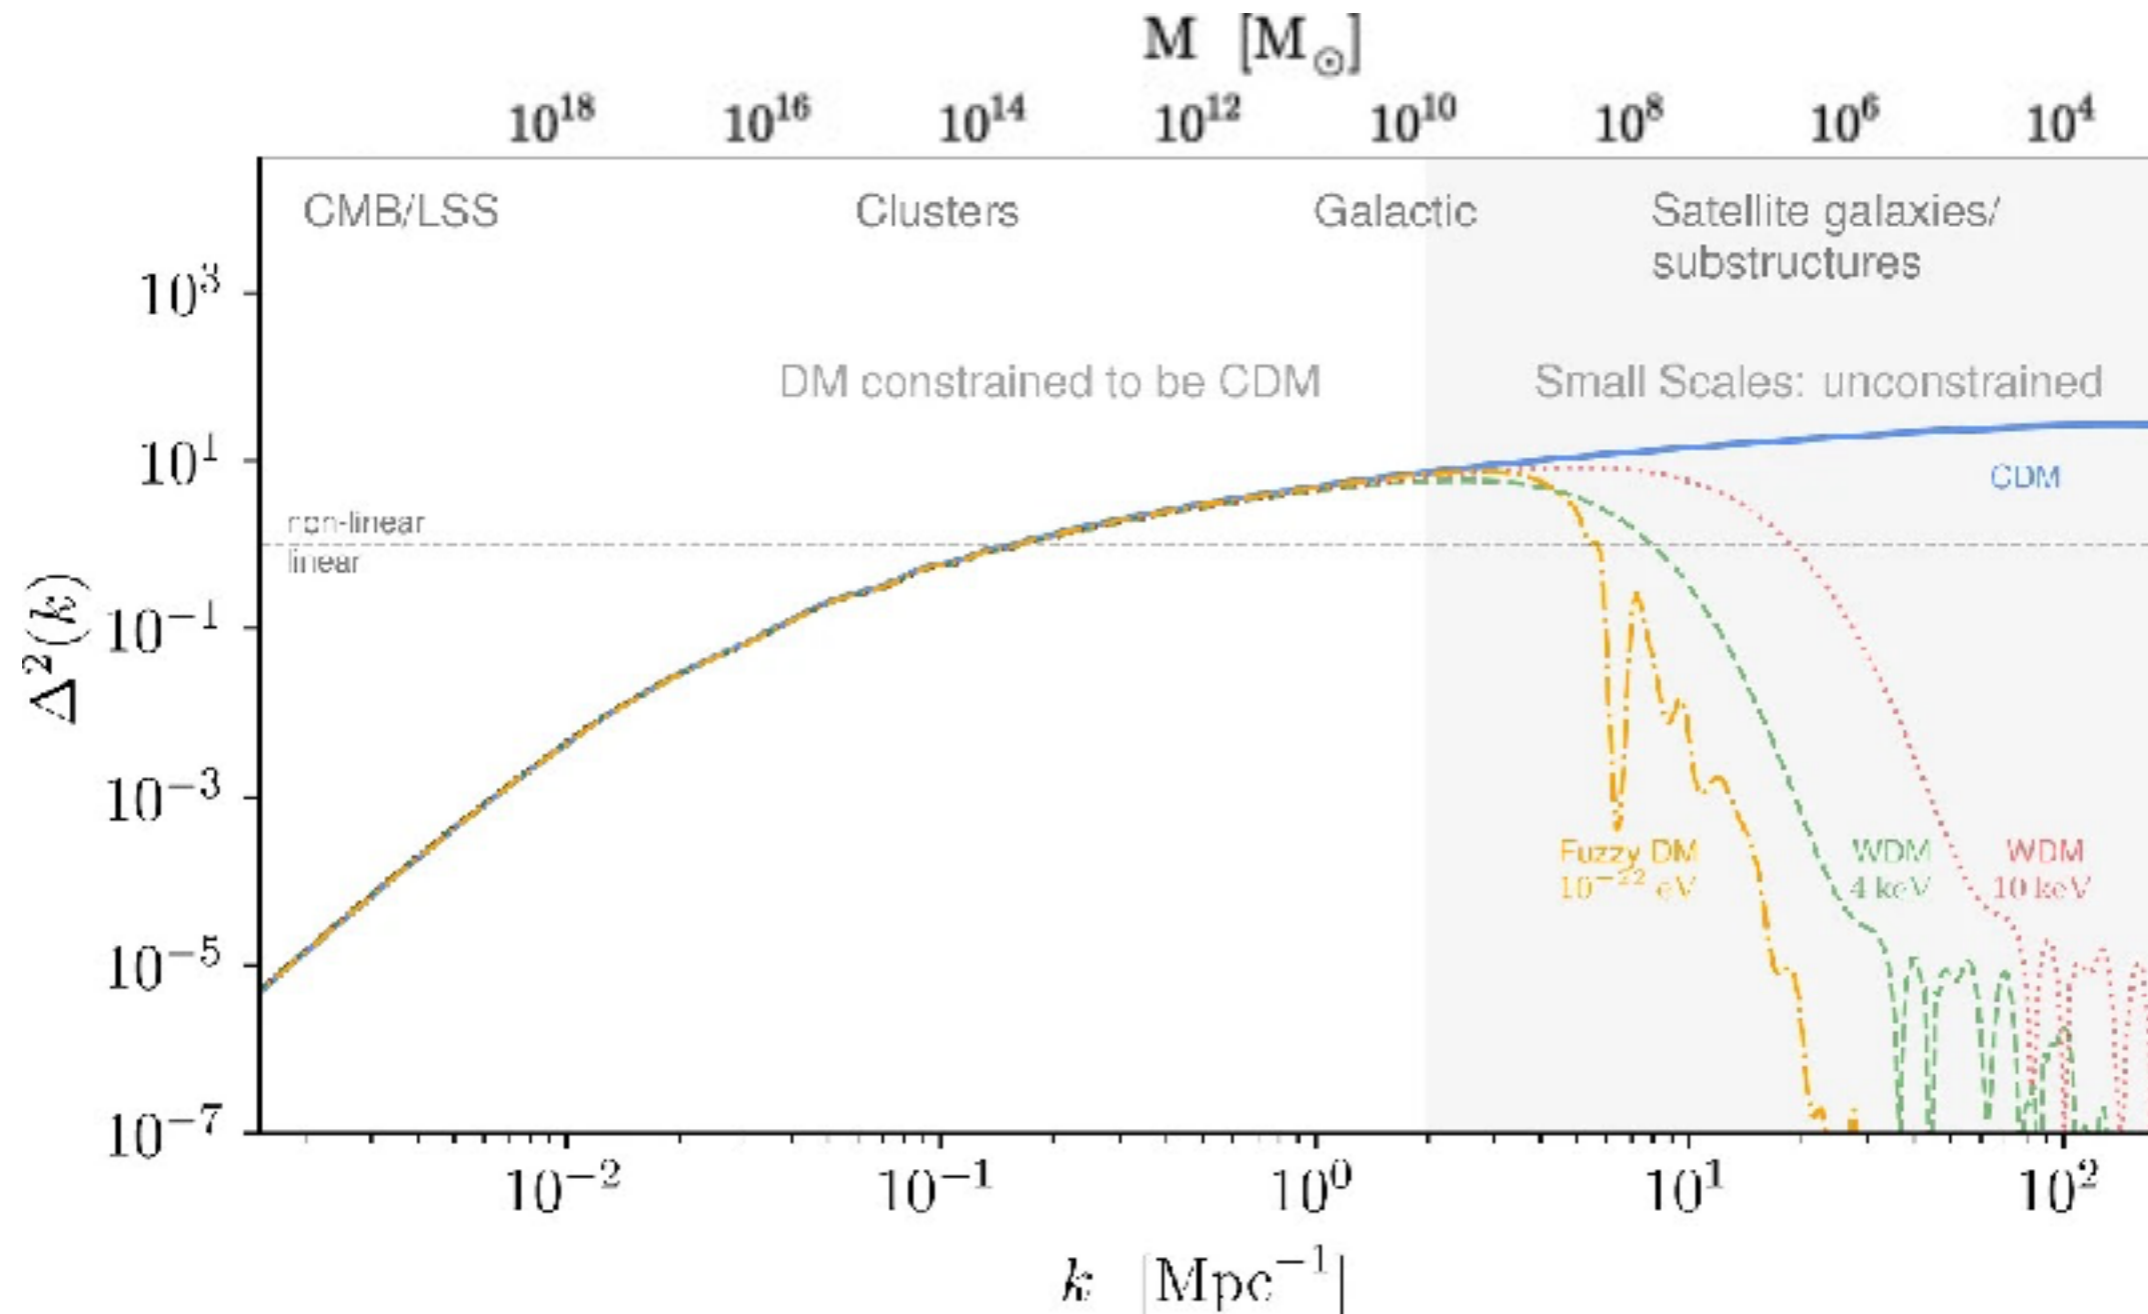 M [M⊙]
10¹⁸ 10¹⁶ 10¹⁴ 10¹² 10¹⁰ 10⁸ 10⁶ 10⁴
CMB/LSS
Clusters
Galactic
Satellite galaxies/
substructures
DM constrained to be CDM
Small Scales: unconstrained
CDM
non-linear
linear
Fuzzy DM
10⁻²² eV
WDM
4 keV
WDM
10 keV
Δ²(k)
10³
10¹
10⁻¹
10⁻³
10⁻⁵
10⁻⁷
10⁻² 10⁻¹ 10⁰ 10¹ 10²
k [Mpc⁻¹]